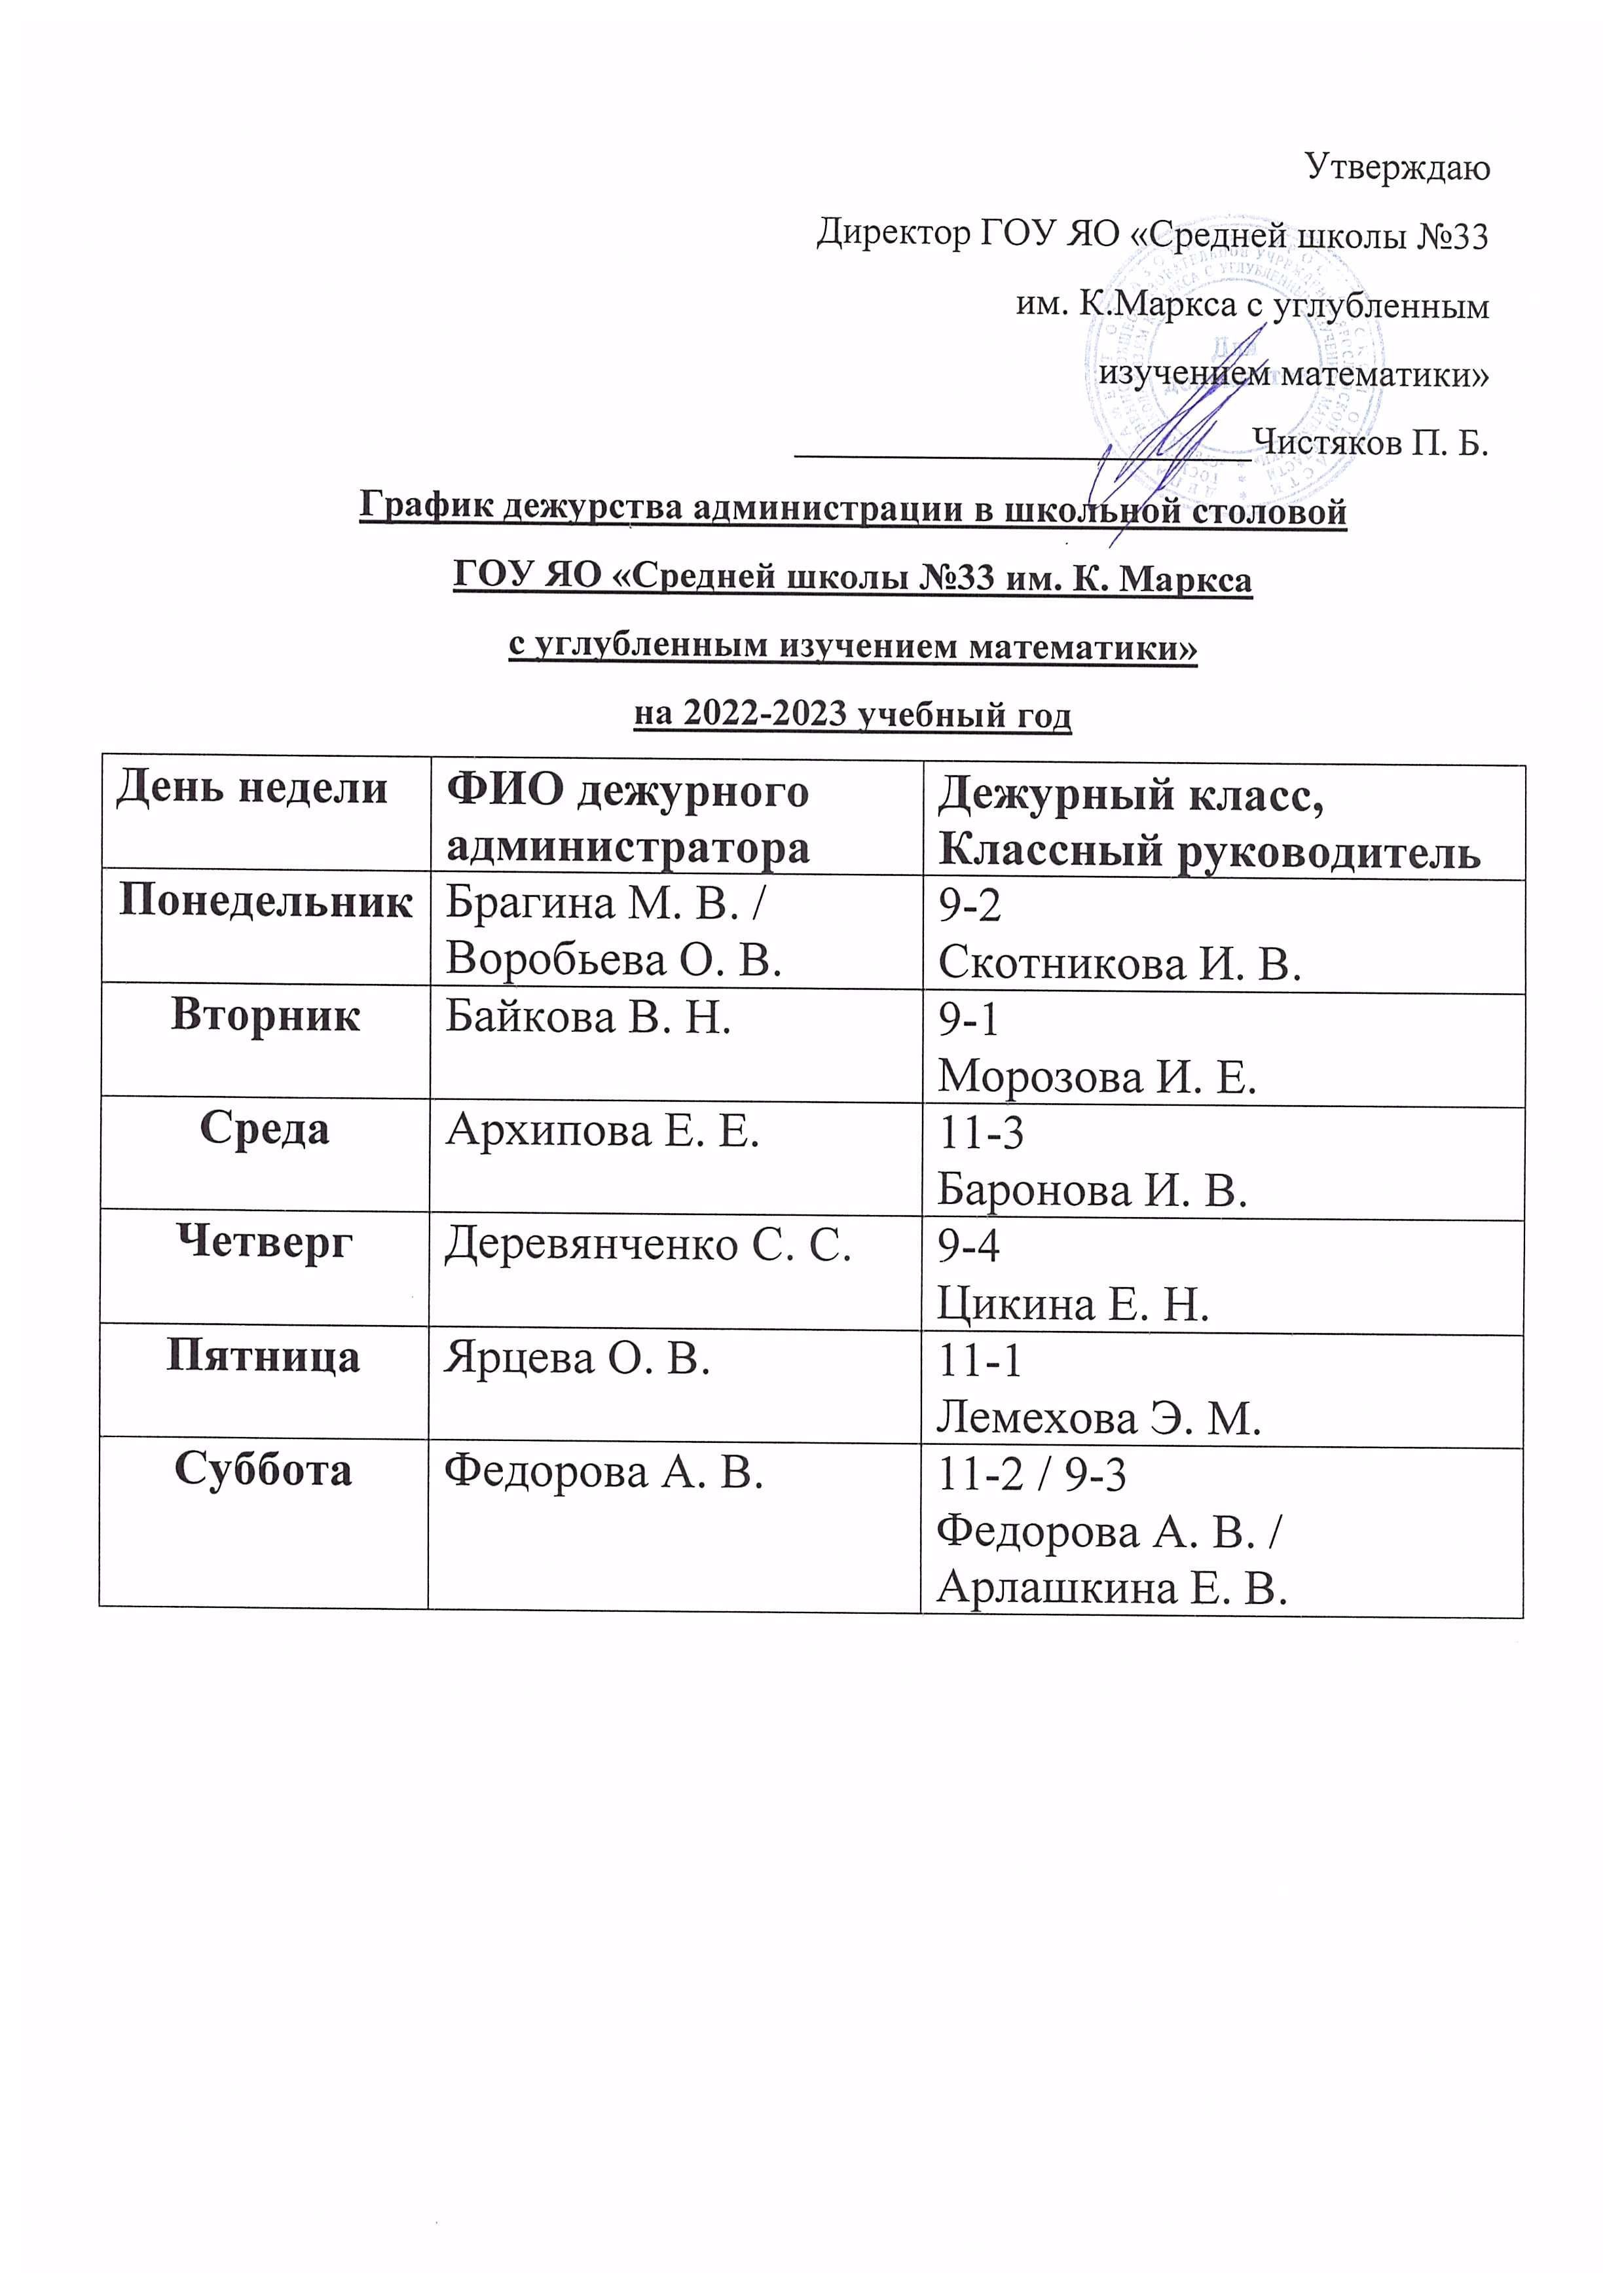 Утверждаю
Директор ГОУ ЯО «Средней школы №33
им. К.Маркса с углубленным
изучением математики»
Чистяков П. Б.
График дежурства администрации в школьной столовой
ГОУ ЯО «Средней школы №33 им. К. Маркса
с углубленным изучением математики»
на 2022-2023 учебный год
День недели
ФИО дежурного
администратора
Дежурный класс,
Классный руководитель
Понедельник
Брагина М. В. /
Воробьева О. В.
9-2
Скотникова И. В.
Вторник
Байкова В. Н.
9-1
Морозова И. Е.
Среда
Архипова Е. Е.
11-3
Баронова И. В.
Четверг
Деревянченко С. С.
9-4
Цикина Е. Н.
Пятница
Ярцева О. В.
11-1
Лемехова Э. М.
Суббота
Федорова А. В.
11-2 / 9-3
Федорова А. В. /
Арлашкина Е. В.